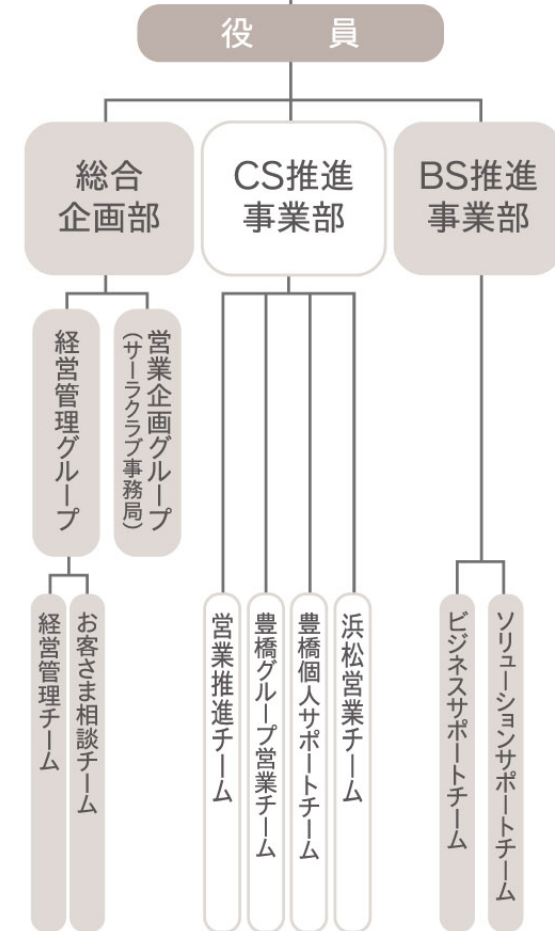 役　員
総合
企画部
CS推進
事業部
BS推進
事業部
経営管理グループ
営業企画グループ
(サーラクラブ事務局)
経営管理チーム
お客さま相談チーム
営業推進チーム
豊橋グループ営業チーム
豊橋個人サポートチーム
浜松営業チーム
ビジネスサポートチーム
ソリューションサポートチーム